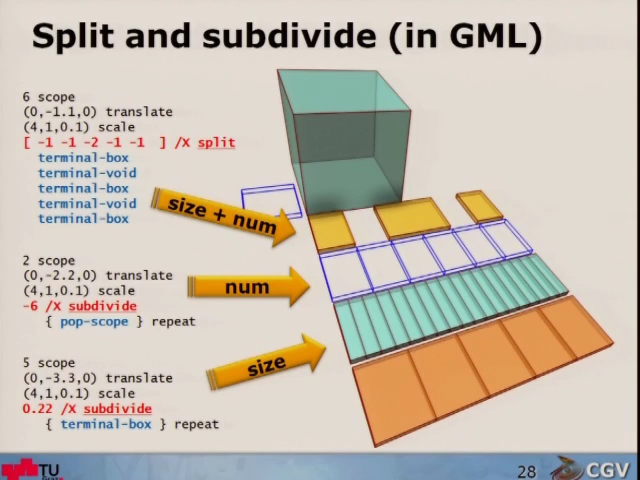 Split and subdivide (in GML)
6 scope
(0,-1.1,0) translate
(4,1,0.1) scale
[ -1 -1 -2 -1 -1 ] /X split
terminal-box
terminal-void
terminal-box
terminal-void
terminal-box
size + num
2 scope
(0,-2.2,0) translate
(4,1,0.1) scale
-6 /X subdivide
{ pop-scope } repeat
num
5 scope
(0,-3.3,0) translate
(4,1,0.1) scale
0.22 /X subdivide
{ terminal-box } repeat
size
TU
28
CGV